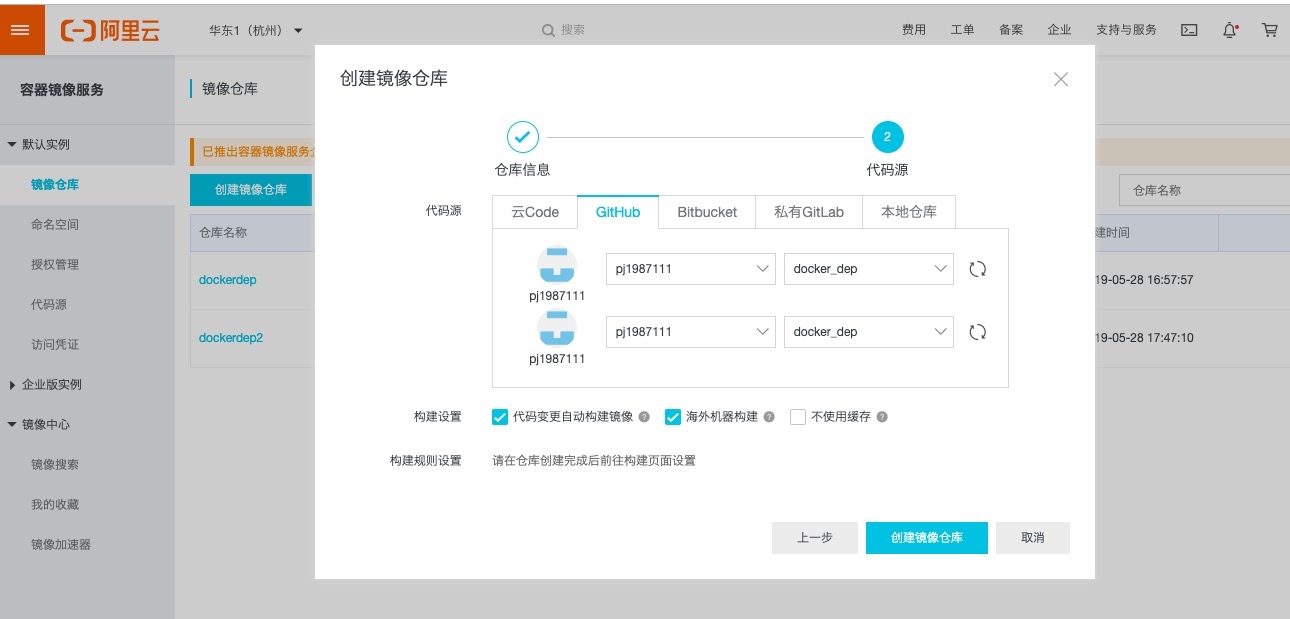 阿里云
华东1（杭州）
搜索
费用
工单
备案
企业
支持与服务
容器镜像服务
默认实例
镜像仓库
命名空间
授权管理
代码源
访问凭证
企业版实例
镜像中心
镜像搜索
我的收藏
镜像加速器
镜像仓库
已推出容器镜像服务
创建镜像仓库
仓库名称
仓库名称
建时间
dockerdep
19-05-28 16:57:57
dockerdep2
19-05-28 17:47:10
创建镜像仓库
2
仓库信息
代码源
代码源
云Code
GitHub
Bitbucket
私有GitLab
本地仓库
pj1987111
docker_dep
pj1987111
pj1987111
docker_dep
pj1987111
构建设置
代码变更自动构建镜像
海外机器构建
不使用缓存
构建规则设置
请在仓库创建完成后前往构建页面设置
上一步
创建镜像仓库
取消